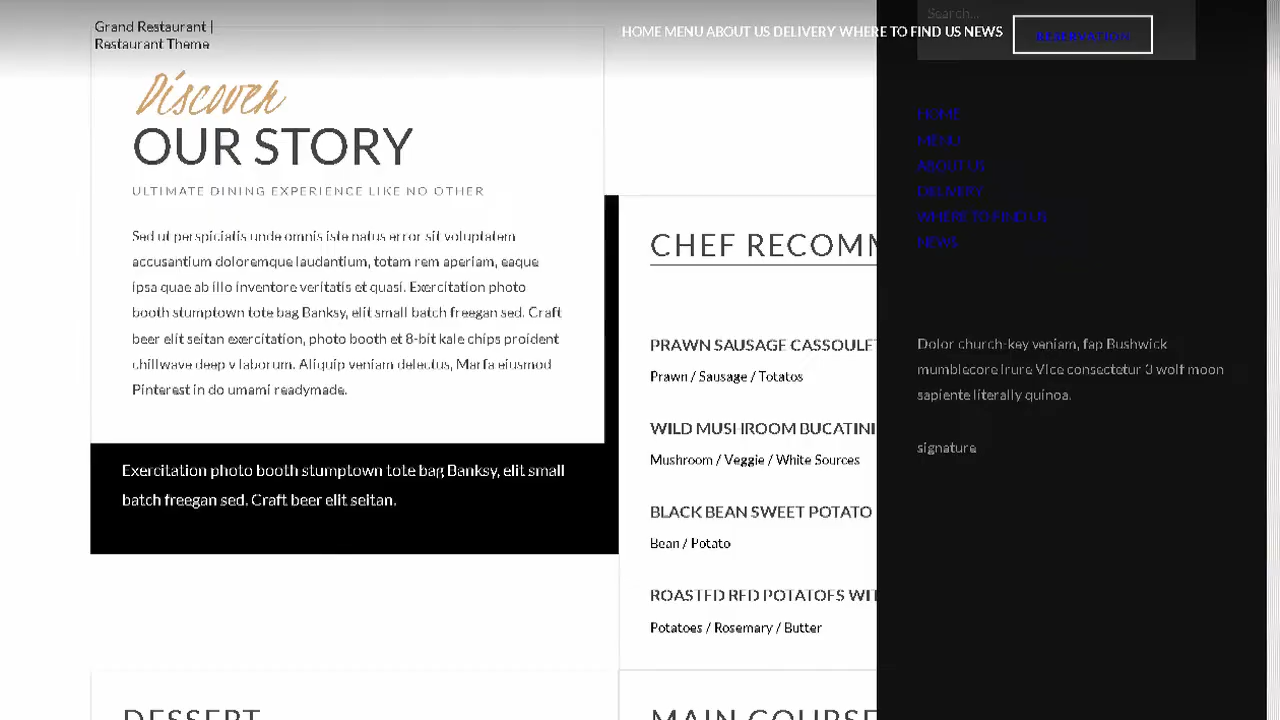 Grand Restaurant |
Restaurant Theme
HOME MENU ABOUT US DELIVERY WHERE TO FIND US NEWS
Search...
RESERVATION
Discover
OUR STORY
ULTIMATE DINING EXPERIENCE LIKE NO OTHER
Sed ut perspiciatis unde omnis iste natus error sit voluptatem
accusantium doloremque laudantium, totam rem aperiam, eaque
ipsa quae ab illo inventore veritatis et quasi. Exercitation photo
booth stumptown tote bag Banksy, elit small batch freegan sed. Craft
beer elit seitan exercitation, photo booth et 8-bit kale chips proident
chillwave deep v laborum. Aliquip veniam delectus, Marfa eiusmod
Pinterest in do umami readymade.
Exercitation photo booth stumptown tote bag Banksy, elit small
batch freegan sed. Craft beer elit seitan.
CHEF RECOMM
PRAWN SAUSAGE CASSOULET
Prawn / Sausage / Totatos
WILD MUSHROOM BUCATINI
Mushroom / Veggie / White Sources
BLACK BEAN SWEET POTATO
Bean / Potato
ROASTED RED POTATOES WIT
Potatoes / Rosemary / Butter
HOME
MENU
ABOUT US
DELIVERY
WHERE TO FIND US
NEWS
Dolor church-key veniam, fap Bushwick
mumblecore irure Vice consectetur 3 wolf moon
sapiente literally quinoa.
signature
DESSERT
MAIN COURSE